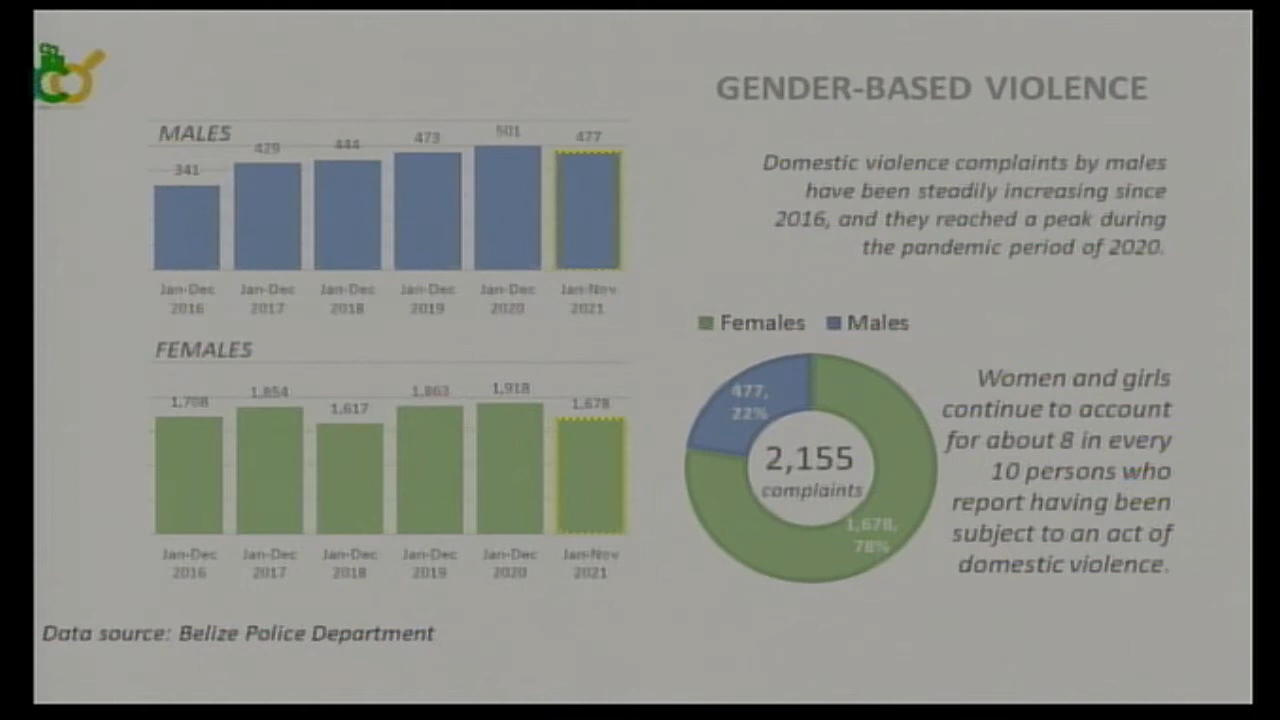 GENDER-BASED VIOLENCE
MALES
341
429
444
473
501
477
Jan-Dec 2016
Jan-Dec 2017
Jan-Dec 2018
Jan-Dec 2019
Jan-Dec 2020
Jan-Nov 2021
Domestic violence complaints by males
have been steadily increasing since
2016, and they reached a peak during
the pandemic period of 2020.
FEMALES
1,708
1,854
1,617
1,863
1,918
1,678
Jan-Dec 2016
Jan-Dec 2017
Jan-Dec 2018
Jan-Dec 2019
Jan-Dec 2020
Jan-Nov 2021
Females
Males
477,
22%
2,155
complaints
1,678,
78%
Women and girls
continue to account
for about 8 in every
10 persons who
report having been
subject to an act of
domestic violence.
Data source: Belize Police Department